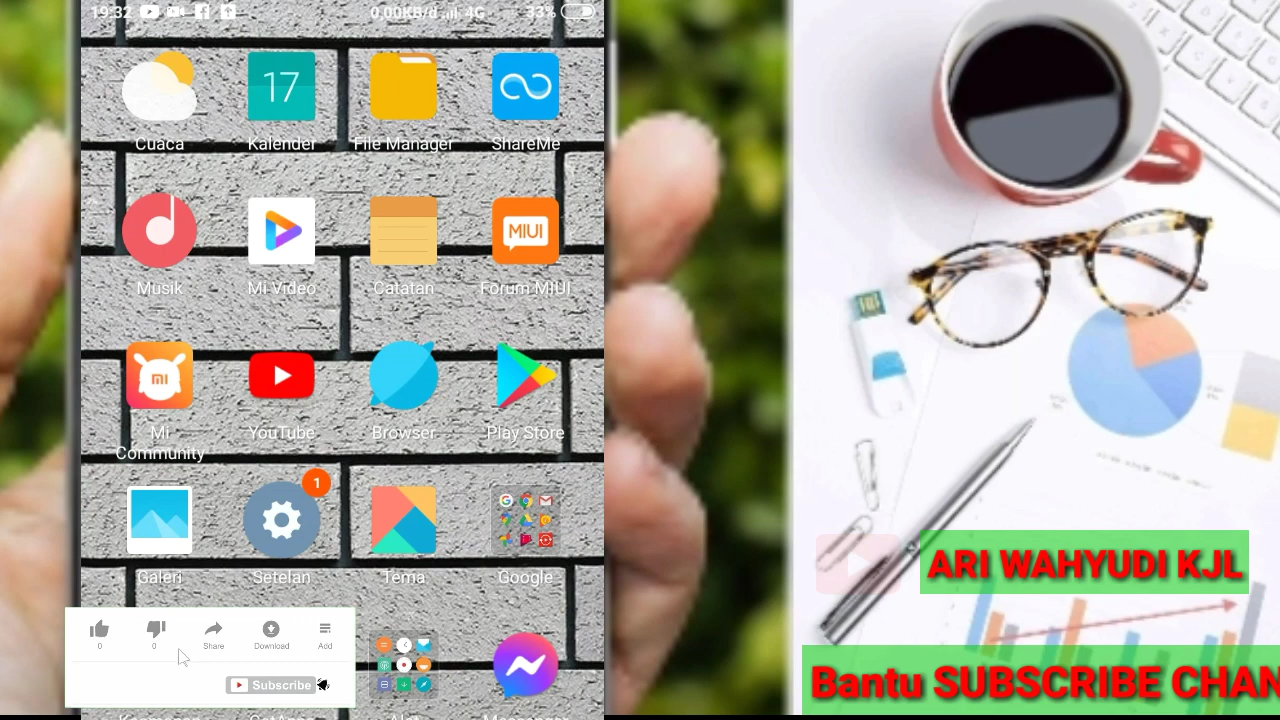 19:32
0,00KB/d 4G 33%
17
Cuaca Kalender File Manager ShareMe
MIUI
Musik Mi Video Catatan Forum MIUI
mi
Mi Community YouTube Browser Play Store
1
Galeri Setelan Tema Google
0 0 Share Download Add
Subscribe
ARI WAHYUDI KJL
Bantu SUBSCRIBE CHAN